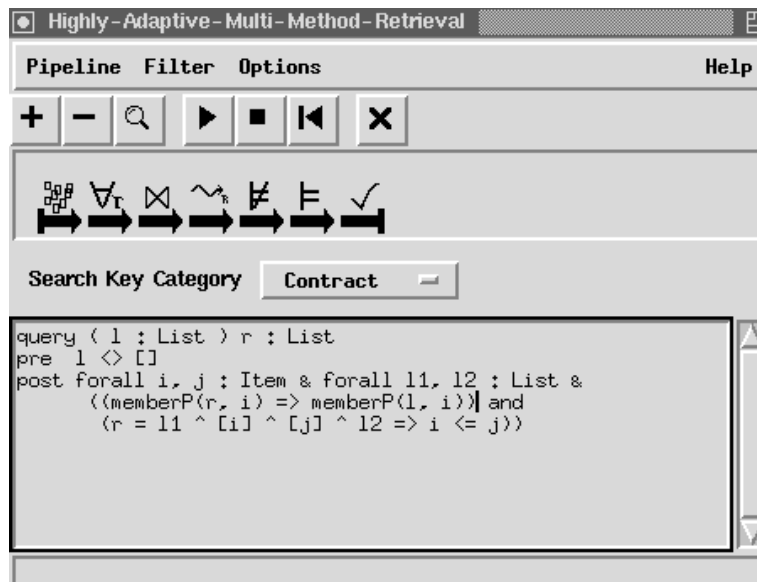 Highly-Adaptive-Multi-Method-Retrieval
Pipeline Filter Options Help
Search Key Category Contract
query ( l : List ) r : List
pre l <> []
post forall i, j : Item & forall l1, l2 : List &
((memberP(r, i) => memberP(l, i)) and
(r = l1 ^ [i] ^ [j] ^ l2 => i <= j))